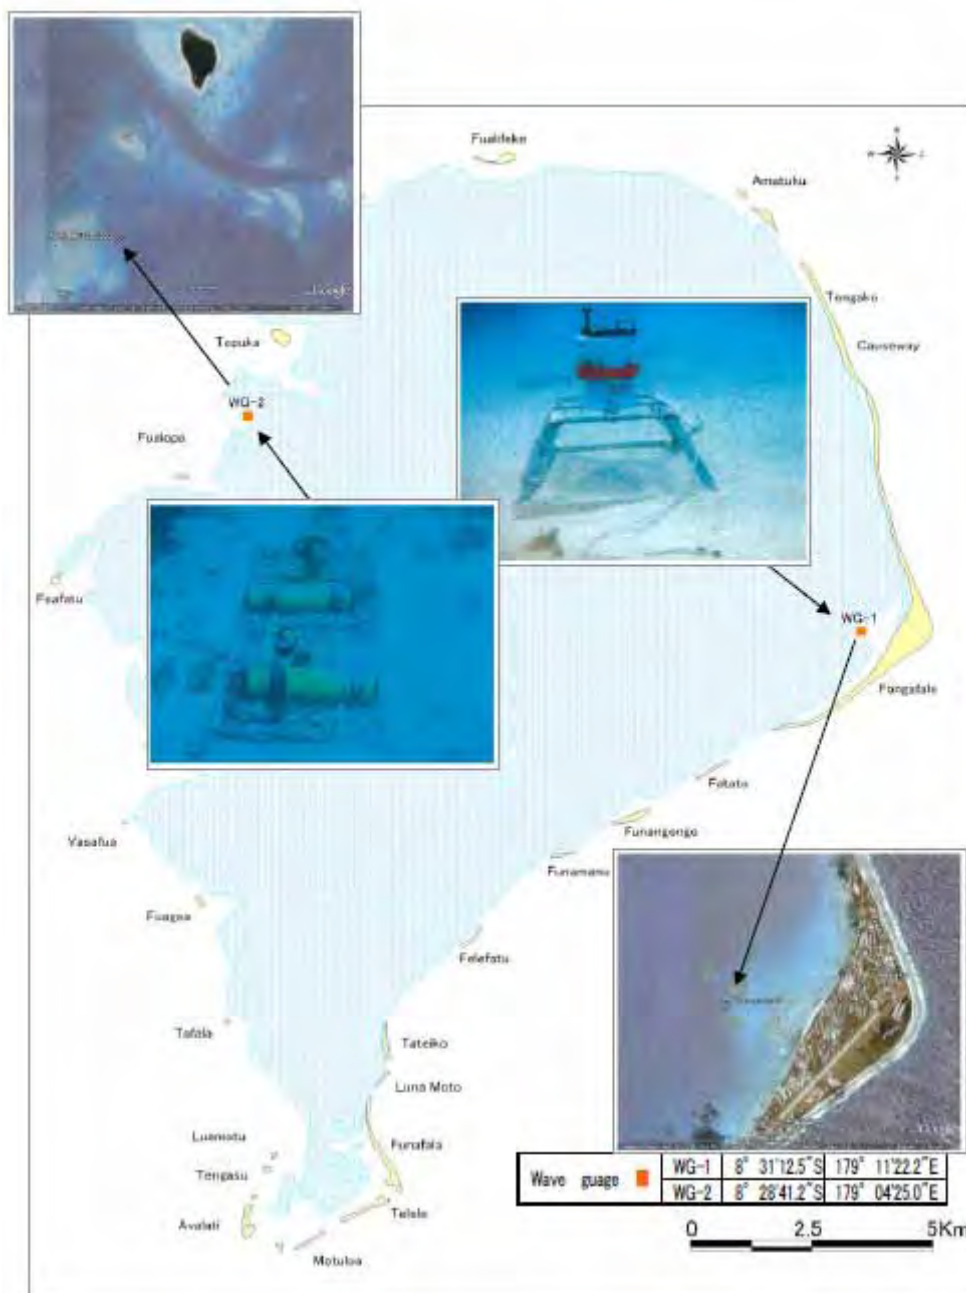 Fualifeke
Amatuku
Tengako
Causeway
Tepuka
WG-2
Fualopa
Fuafatu
WG-1
Fongafale
Fatato
Funangongo
Vasafua
Funamanu
Fuagea
Google
Falefatu
Tafala
Tateiko
Luna Moto
Luamotu
Funafala
Tengasu
Telele
Avalati
Motuloa
Wave guage WG-1 8° 31'12.5"S 179° 11'22.2"E
WG-2 8° 28'41.2"S 179° 04'25.0"E
0 2.5 5Km